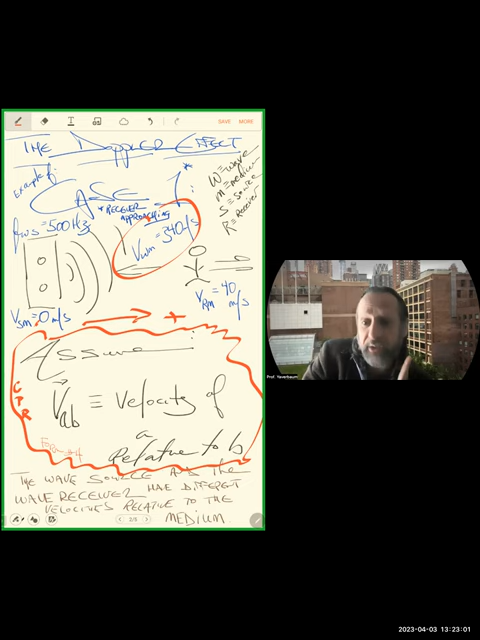 SAVE MORE
THE DOPPLER EFFECT
Example of:
CASE 1*:
* RECEIVER
APPROACHING
W ≡ wave
M ≡ medium
S ≡ Source
R ≡ Receiver
fws = 500 Hz
Vwm = 340 m/s
VRM = 40 m/s
Vsm = 0 m/s
+
Assume:
CPR
Vab ≡ Velocity of
a
relative to b
THE WAVE SOURCE AND THE
WAVE RECEIVER HAVE DIFFERENT
VELOCITIES RELATIVE TO THE
MEDIUM.
2/5
Prof. Yaverbaum
2023-04-03 13:23:01